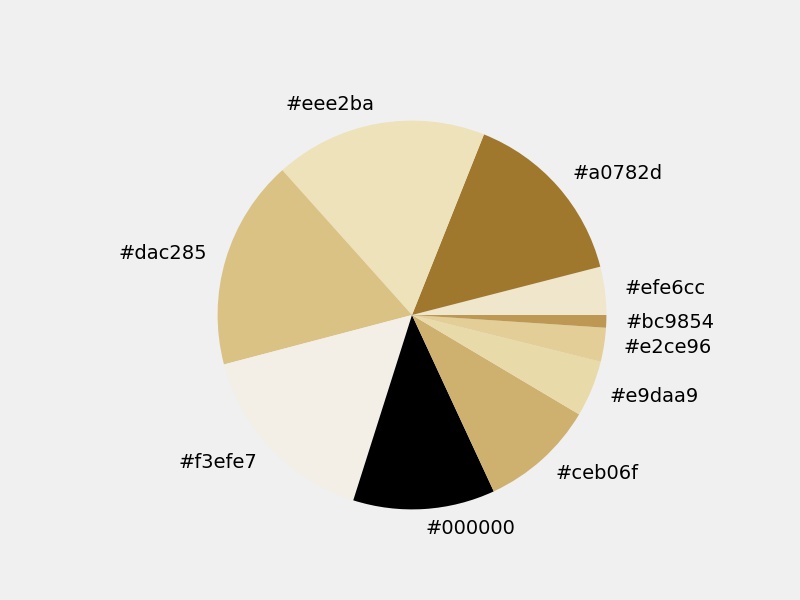 #eee2ba
#a0782d
#dac285
#efe6cc
#bc9854
#e2ce96
#e9daa9
#f3efe7
#ceb06f
#000000